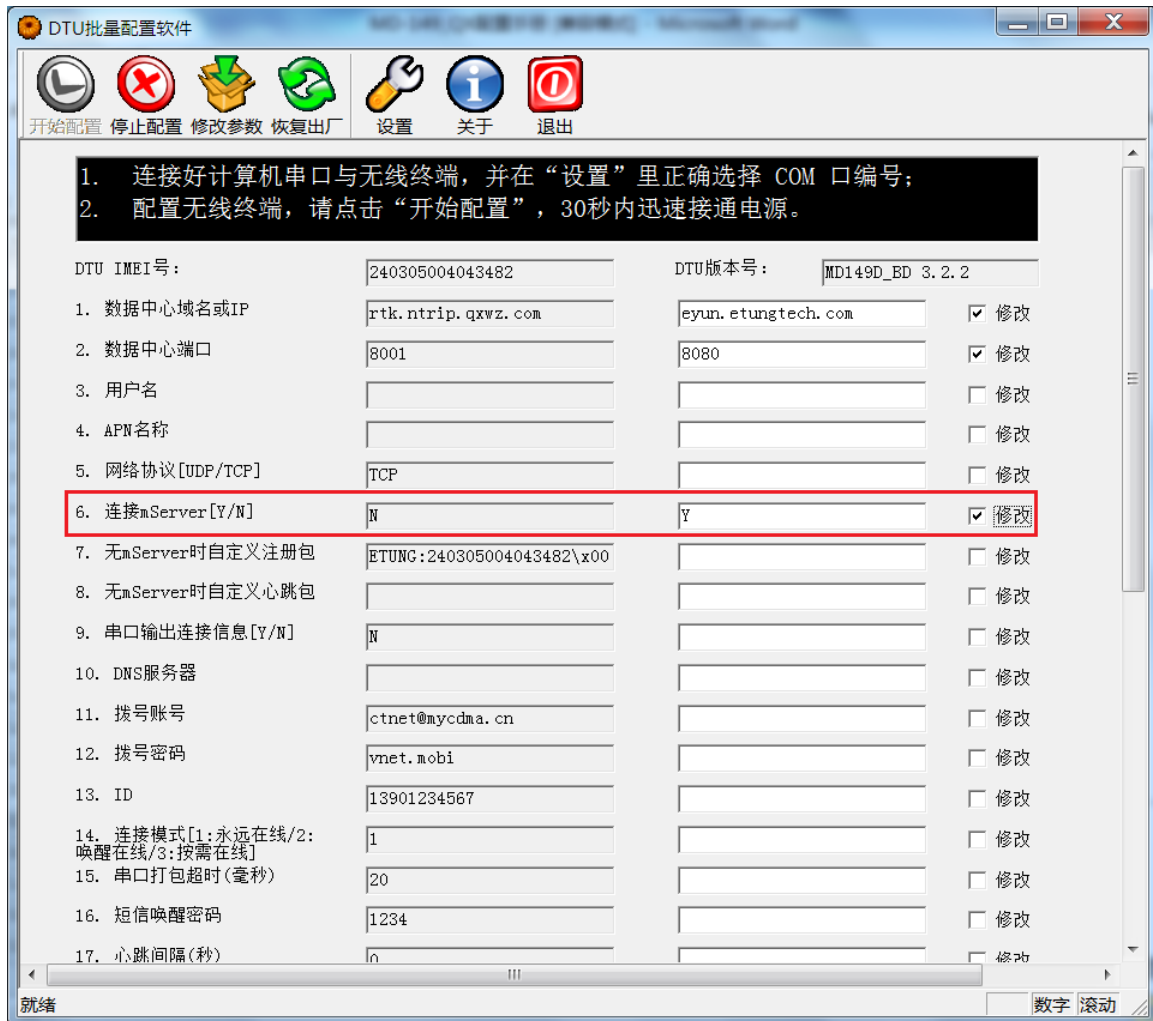 DTU批量配置软件
开始配置 停止配置 修改参数 恢复出厂 设置 关于 退出
1. 连接好计算机串口与无线终端，并在“设置”里正确选择 COM 口编号；
2. 配置无线终端，请点击“开始配置”，30秒内迅速接通电源。
DTU IMEI号： 240305004043482 DTU版本号： MD149D_BD 3.2.2
1. 数据中心域名或IP rtk.ntrip.qxwz.com eyun.etungtech.com 修改
2. 数据中心端口 8001 8080 修改
3. 用户名 修改
4. APN名称 修改
5. 网络协议[UDP/TCP] TCP 修改
6. 连接mServer[Y/N] N Y 修改
7. 无mServer时自定义注册包 ETUNG:240305004043482\x00 修改
8. 无mServer时自定义心跳包 修改
9. 串口输出连接信息[Y/N] N 修改
10. DNS服务器 修改
11. 拨号账号 ctnet@mycdma.cn 修改
12. 拨号密码 vnet.mobi 修改
13. ID 13901234567 修改
14. 连接模式[1:永远在线/2:
唤醒在线/3:按需在线] 1 修改
15. 串口打包超时(毫秒) 20 修改
16. 短信唤醒密码 1234 修改
17. 心跳间隔(秒) 0 修改
就绪 数字 滚动